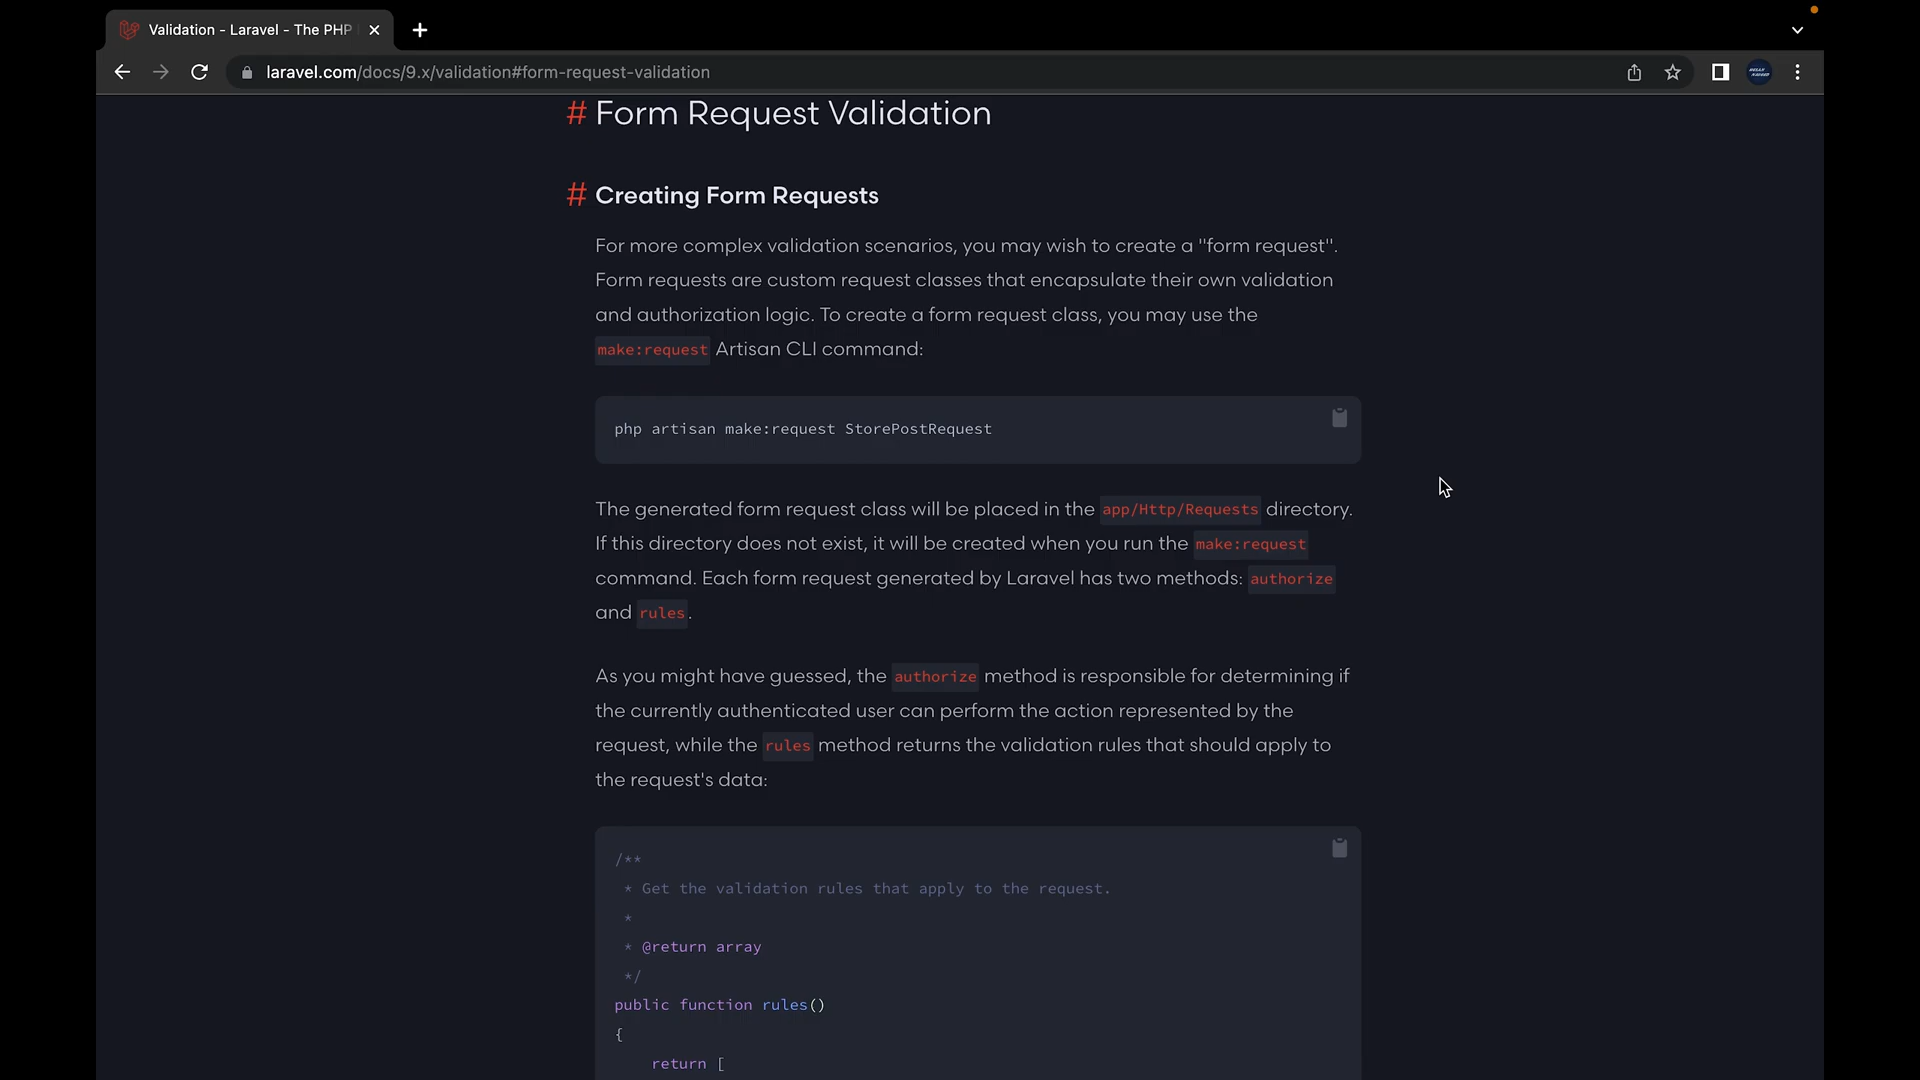 Validation - Laravel - The PHP
laravel.com/docs/9.x/validation#form-request-validation
# Form Request Validation
# Creating Form Requests
For more complex validation scenarios, you may wish to create a "form request".
Form requests are custom request classes that encapsulate their own validation
and authorization logic. To create a form request class, you may use the
make:request Artisan CLI command:
php artisan make:request StorePostRequest
The generated form request class will be placed in the app/Http/Requests directory.
If this directory does not exist, it will be created when you run the make:request
command. Each form request generated by Laravel has two methods: authorize
and rules.
As you might have guessed, the authorize method is responsible for determining if
the currently authenticated user can perform the action represented by the
request, while the rules method returns the validation rules that should apply to
the request's data:
/**
* Get the validation rules that apply to the request.
*
* @return array
*/
public function rules()
{
return [